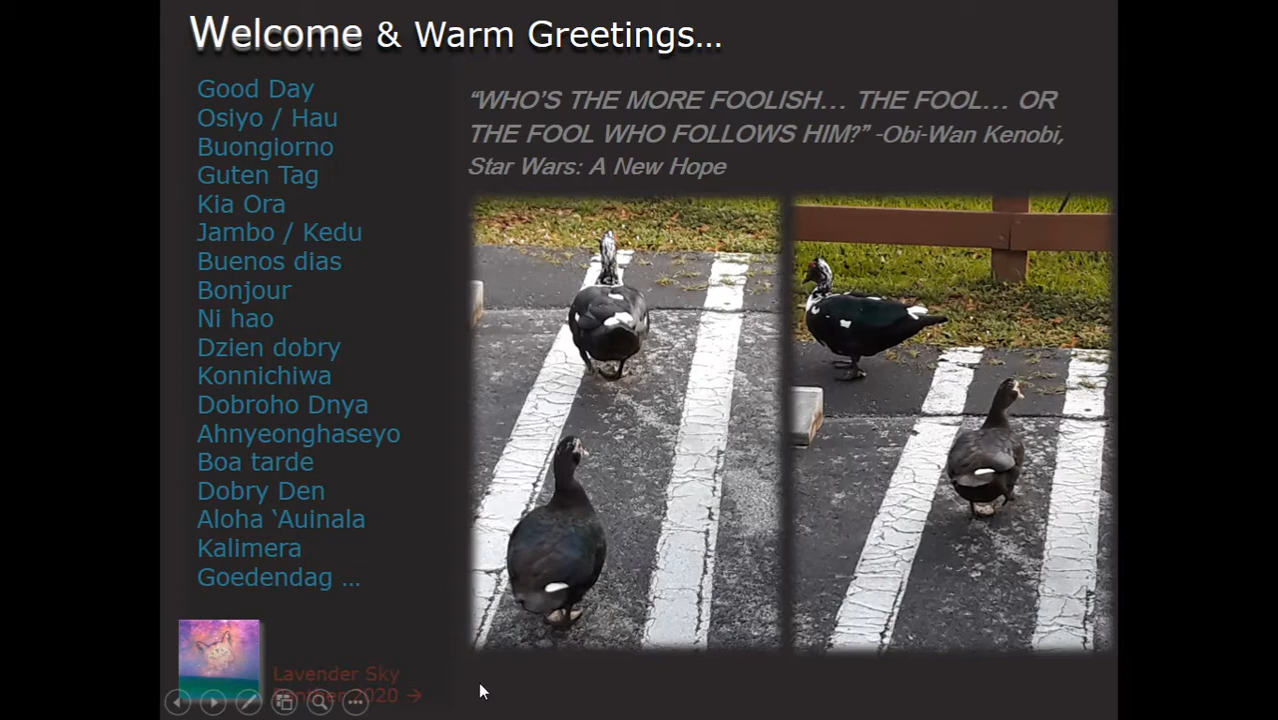 Welcome & Warm Greetings…
Good Day
Osiyo / Hau
Buongiorno
Guten Tag
Kia Ora
Jambo / Kedu
Buenos dias
Bonjour
Ni hao
Dzien dobry
Konnichiwa
Dobroho Dnya
Ahnyeonghaseyo
Boa tarde
Dobry Den
Aloha ‘Auinala
Kalimera
Goedendag …
“WHO’S THE MORE FOOLISH… THE FOOL… OR
THE FOOL WHO FOLLOWS HIM?” -Obi-Wan Kenobi,
Star Wars: A New Hope
Lavender Sky
Panther 2020 →